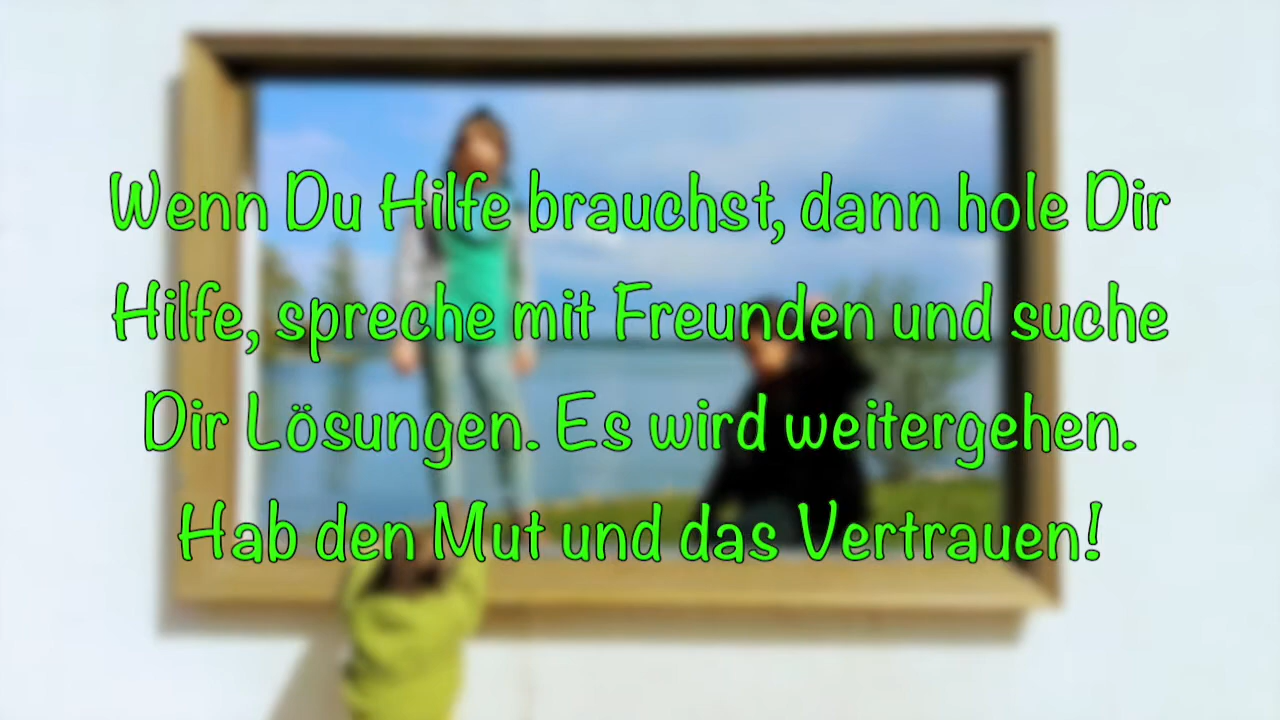 Wenn Du Hilfe brauchst, dann hole Dir
Hilfe, spreche mit Freunden und suche
Dir Lösungen. Es wird weitergehen.
Hab den Mut und das Vertrauen!